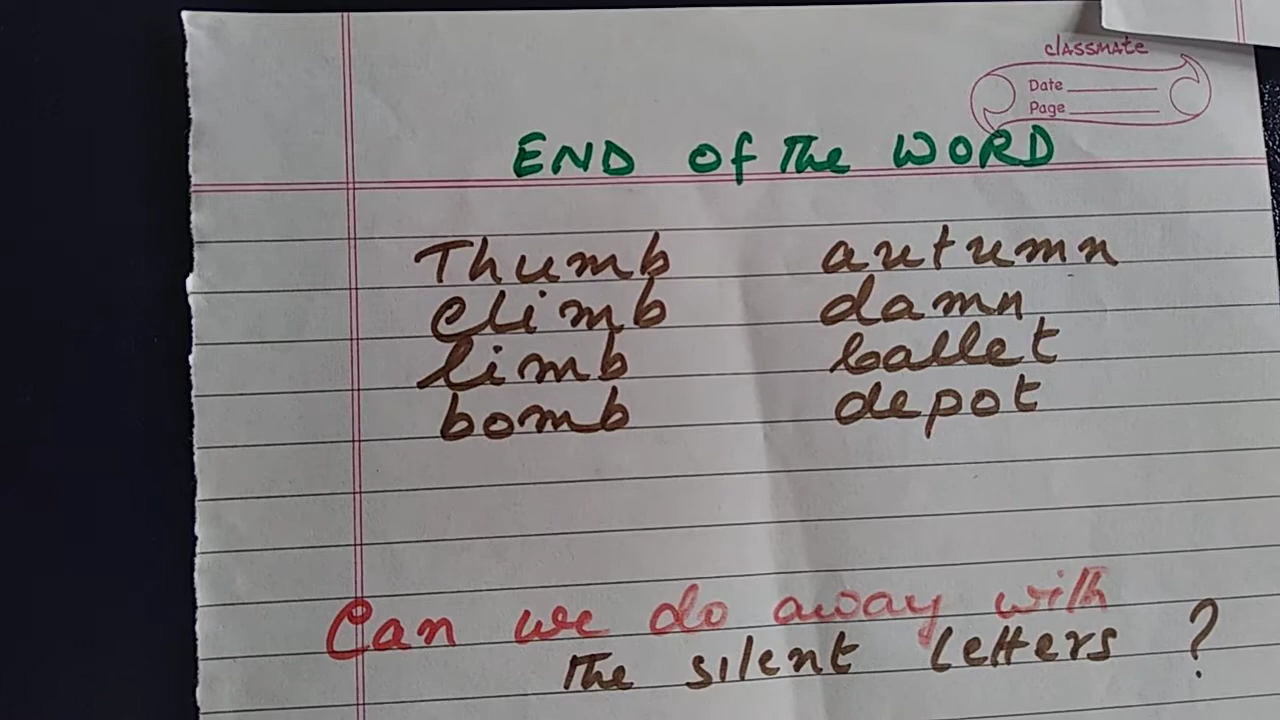 classmate
Date
Page
END of the WORD
Thumb autumn
climb damn
limb ballet
bomb depot
Can we do away with
the silent letters ?